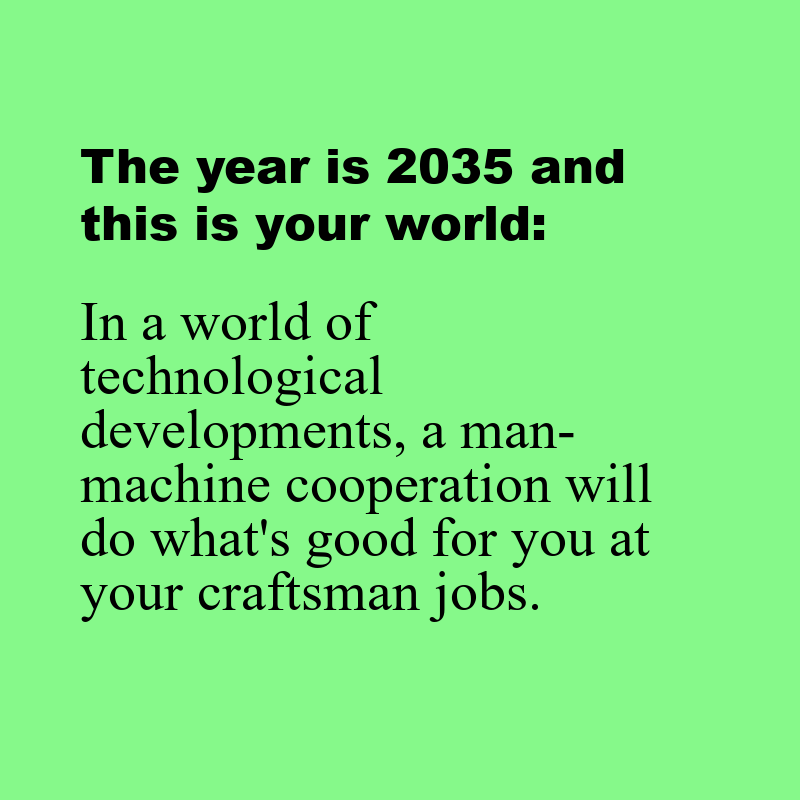 The year is 2035 and
this is your world:
In a world of
technological
developments, a man-
machine cooperation will
do what's good for you at
your craftsman jobs.